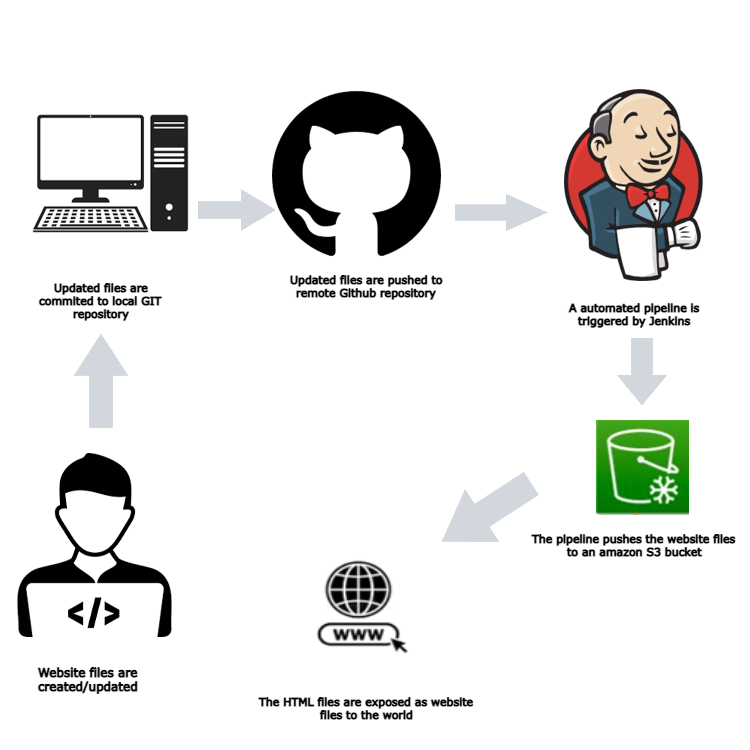 Updated files are
commited to local GIT
repository
Updated files are pushed to
remote Github repository
A automated pipeline is
triggered by Jenkins
The pipeline pushes the website files
to an amazon S3 bucket
</>
Website files are
created/updated
WWW
The HTML files are exposed as website
files to the world